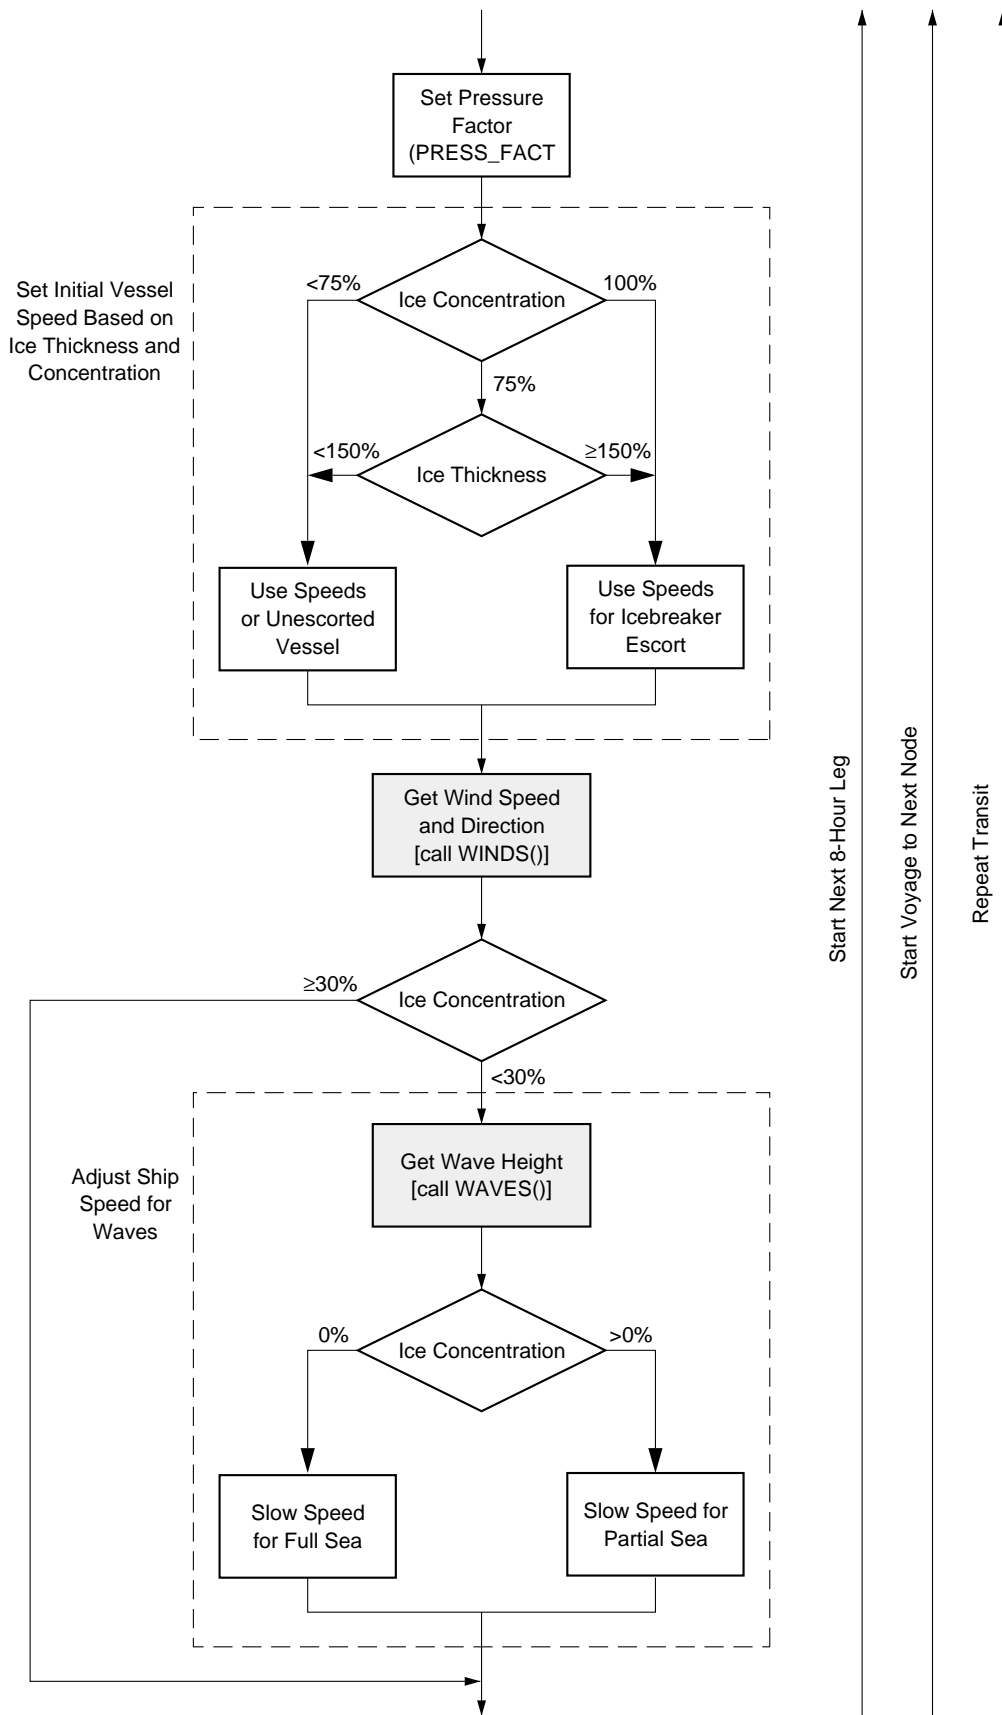 Set Pressure
Factor
(PRESS_FACT
Set Initial Vessel
Speed Based on
Ice Thickness and
Concentration
<75%
Ice Concentration
100%
75%
<150%
Ice Thickness
≥150%
Use Speeds
or Unescorted
Vessel
Use Speeds
for Icebreaker
Escort
Get Wind Speed
and Direction
[call WINDS()]
≥30%
Ice Concentration
<30%
Adjust Ship
Speed for
Waves
Get Wave Height
[call WAVES()]
0%
Ice Concentration
>0%
Slow Speed
for Full Sea
Slow Speed for
Partial Sea
Start Next 8-Hour Leg
Start Voyage to Next Node
Repeat Transit